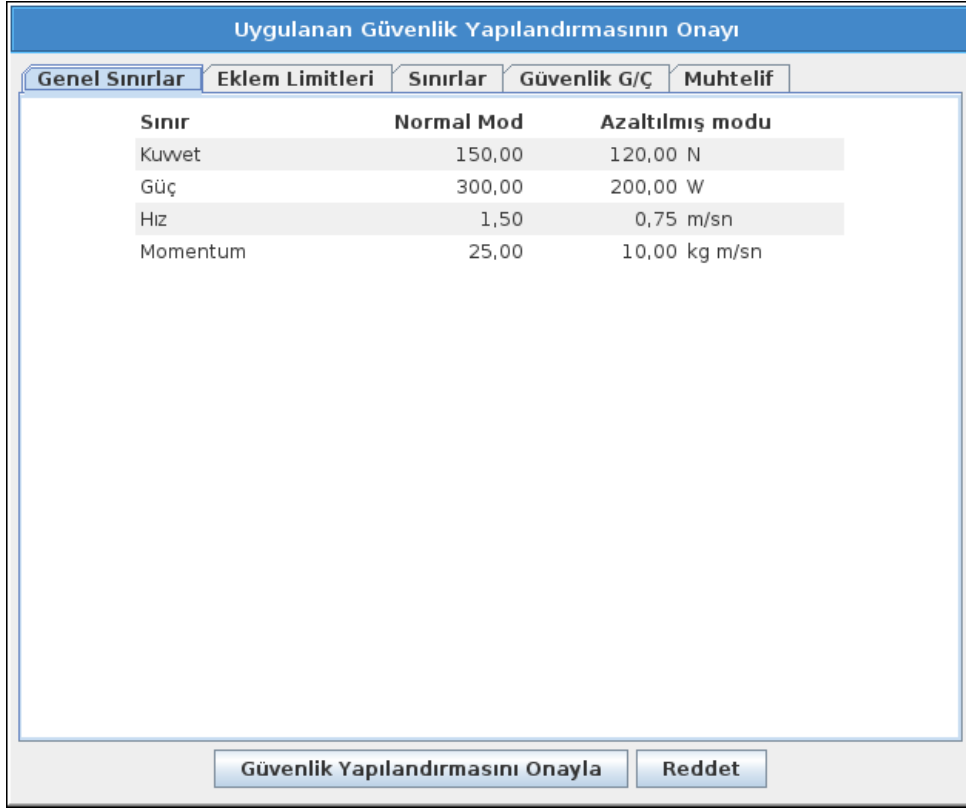 Uygulanan Güvenlik Yapılandırmasının Onayı
Genel Sınırlar Eklem Limitleri Sınırlar Güvenlik G/Ç Muhtelif
Sınır Normal Mod Azaltılmış modu
Kuvvet 150,00 120,00 N
Güç 300,00 200,00 W
Hız 1,50 0,75 m/sn
Momentum 25,00 10,00 kg m/sn
Güvenlik Yapılandırmasını Onayla Reddet